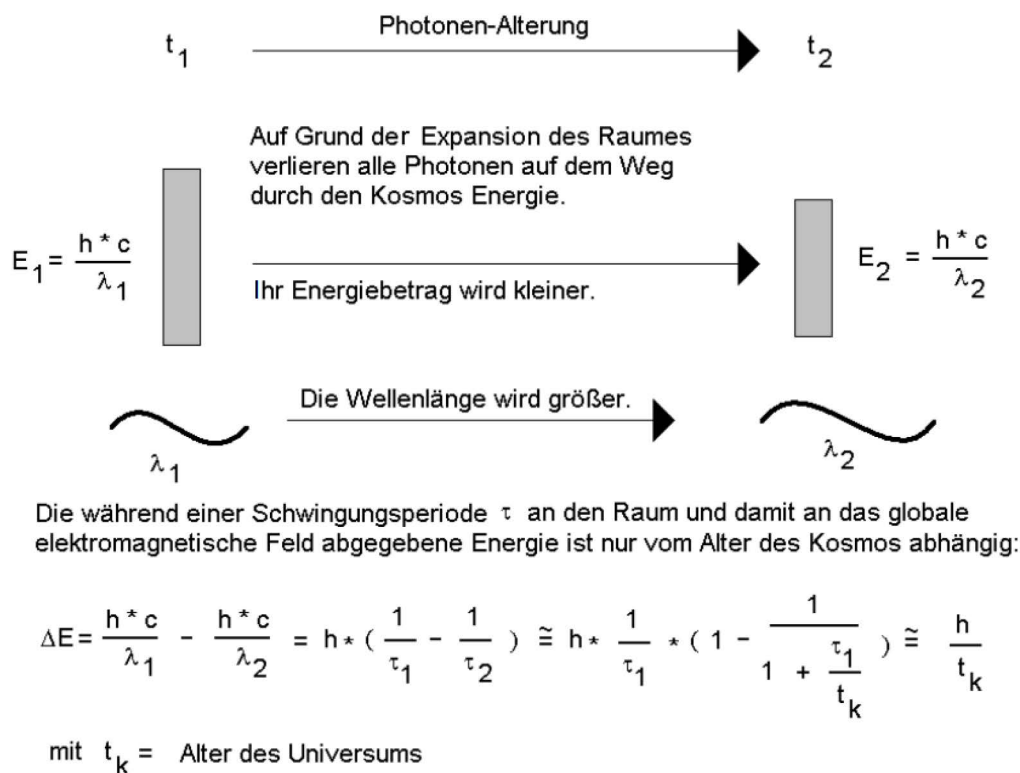 Photonen-Alterung
t₁ t₂
Auf Grund der Expansion des Raumes
verlieren alle Photonen auf dem Weg
durch den Kosmos Energie.
E₁ = h * c / λ₁
E₂ = h * c / λ₂
Ihr Energiebetrag wird kleiner.
Die Wellenlänge wird größer.
λ₁ λ₂
Die während einer Schwingungsperiode τ an den Raum und damit an das globale
elektromagnetische Feld abgegebene Energie ist nur vom Alter des Kosmos abhängig:
ΔE = h * c / λ₁ - h * c / λ₂ = h * ( 1 / τ₁ - 1 / τ₂ ) ≅ h * 1 / τ₁ * ( 1 - 1 / ( 1 + τ₁ / tₖ ) ) ≅ h / tₖ
mit tₖ = Alter des Universums